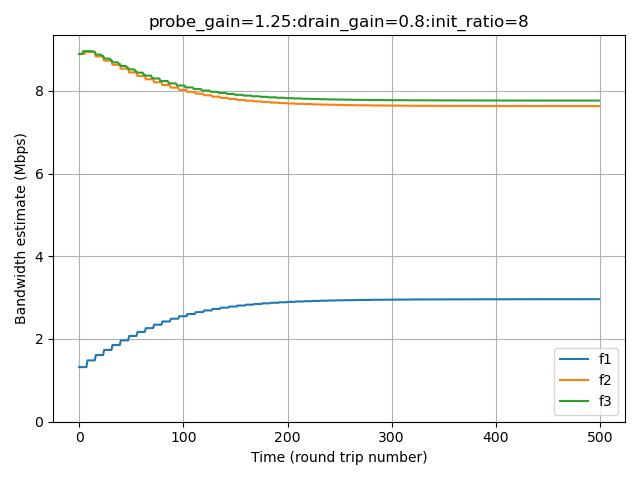 probe_gain=1.25:drain_gain=0.8:init_ratio=8
Bandwidth estimate (Mbps)
8
6
4
2
0
0 100 200 300 400 500
Time (round trip number)
f1
f2
f3